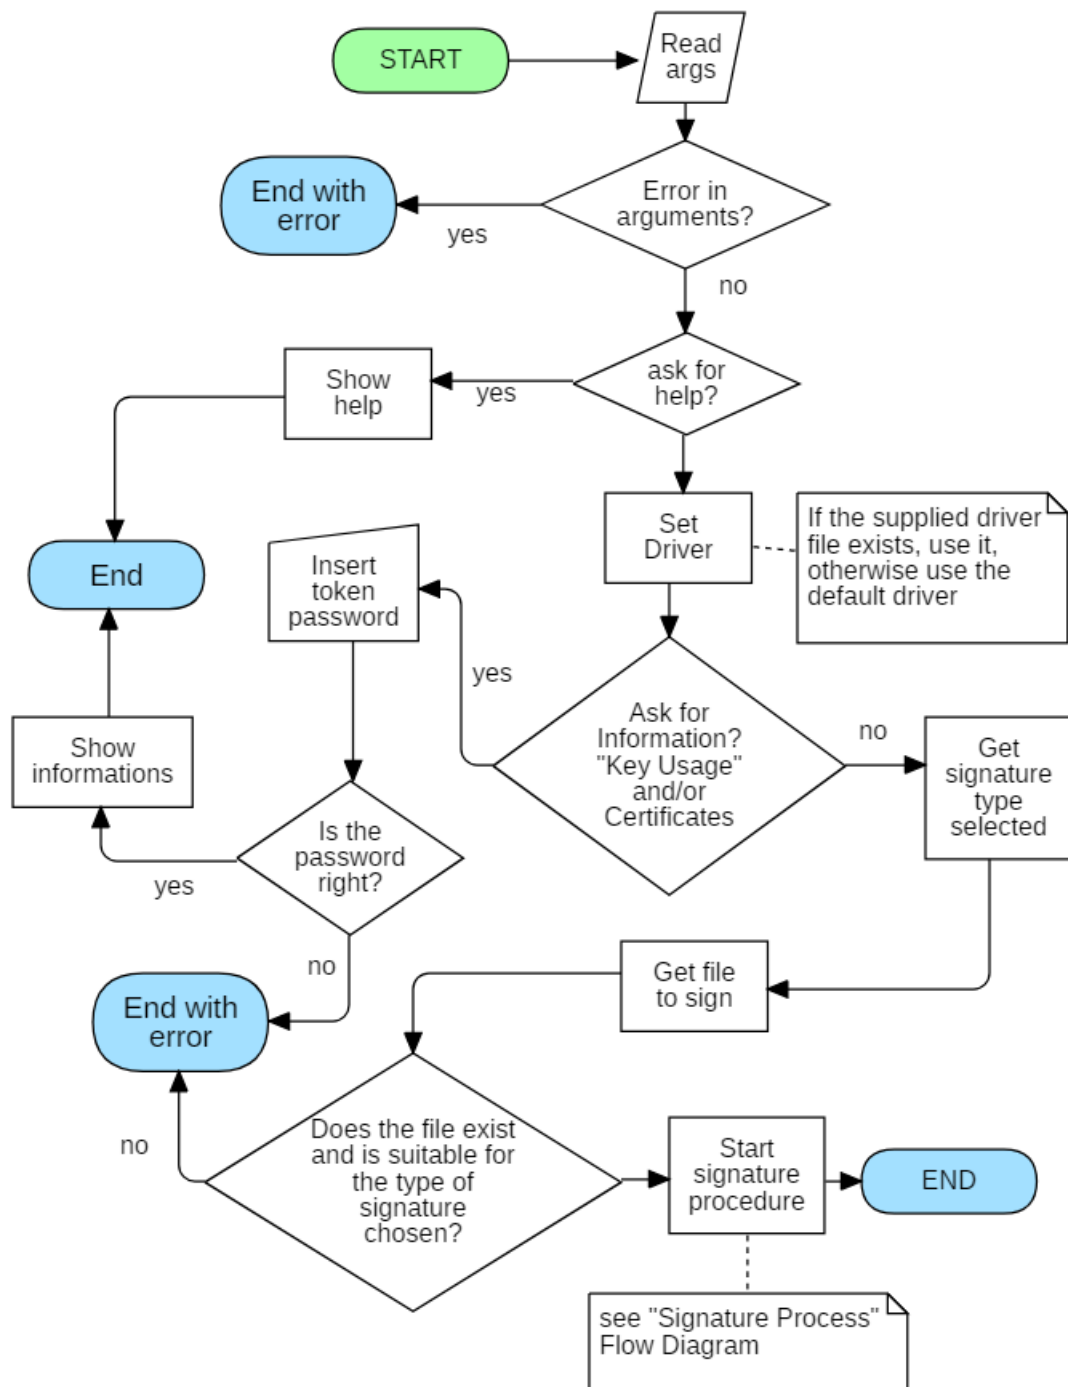 START
Read
args
Error in
arguments?
End with
error
yes
no
ask for
help?
yes
Show
help
Set
Driver
If the supplied driver
file exists, use it,
otherwise use the
default driver
End
Insert
token
password
yes
Ask for
Information?
"Key Usage"
and/or
Certificates
no
Get
signature
type
selected
Show
informations
Is the
password
right?
yes
no
Get file
to sign
End with
error
no
Does the file exist
and is suitable for
the type of
signature
chosen?
Start
signature
procedure
END
see "Signature Process"
Flow Diagram